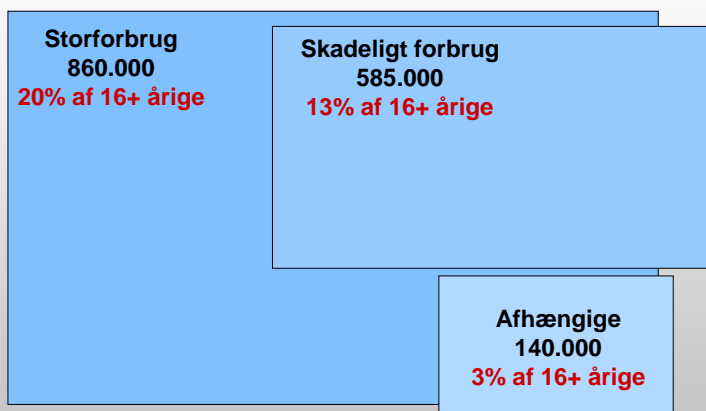 Storforbrug
860.000
20% af 16+ årige
Skadeligt forbrug
585.000
13% af 16+ årige
Afhængige
140.000
3% af 16+ årige